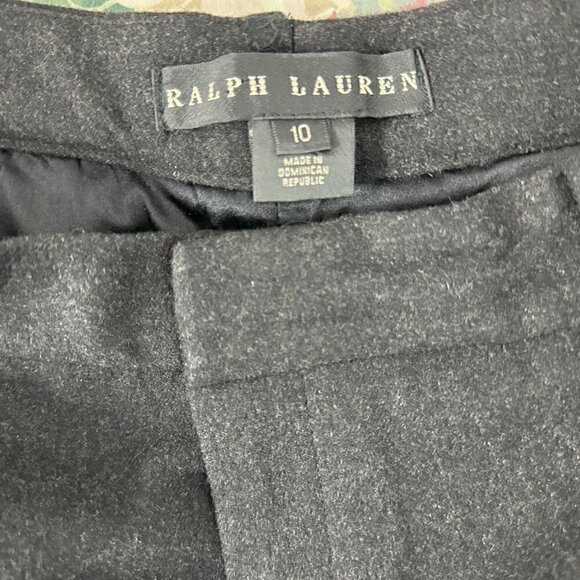 RALPH LAUREN
10
MADE IN
DOMINICAN
REPUBLIC